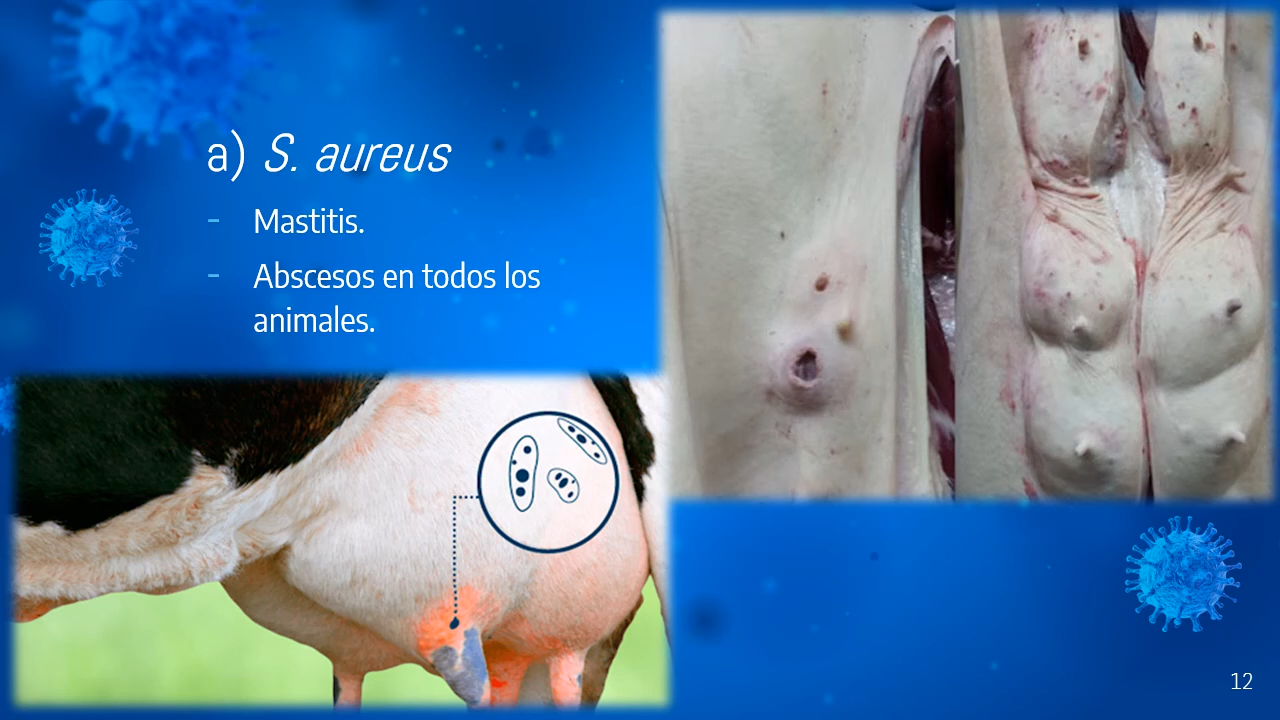 a) S. aureus
- Mastitis.
- Abscesos en todos los
animales.
12